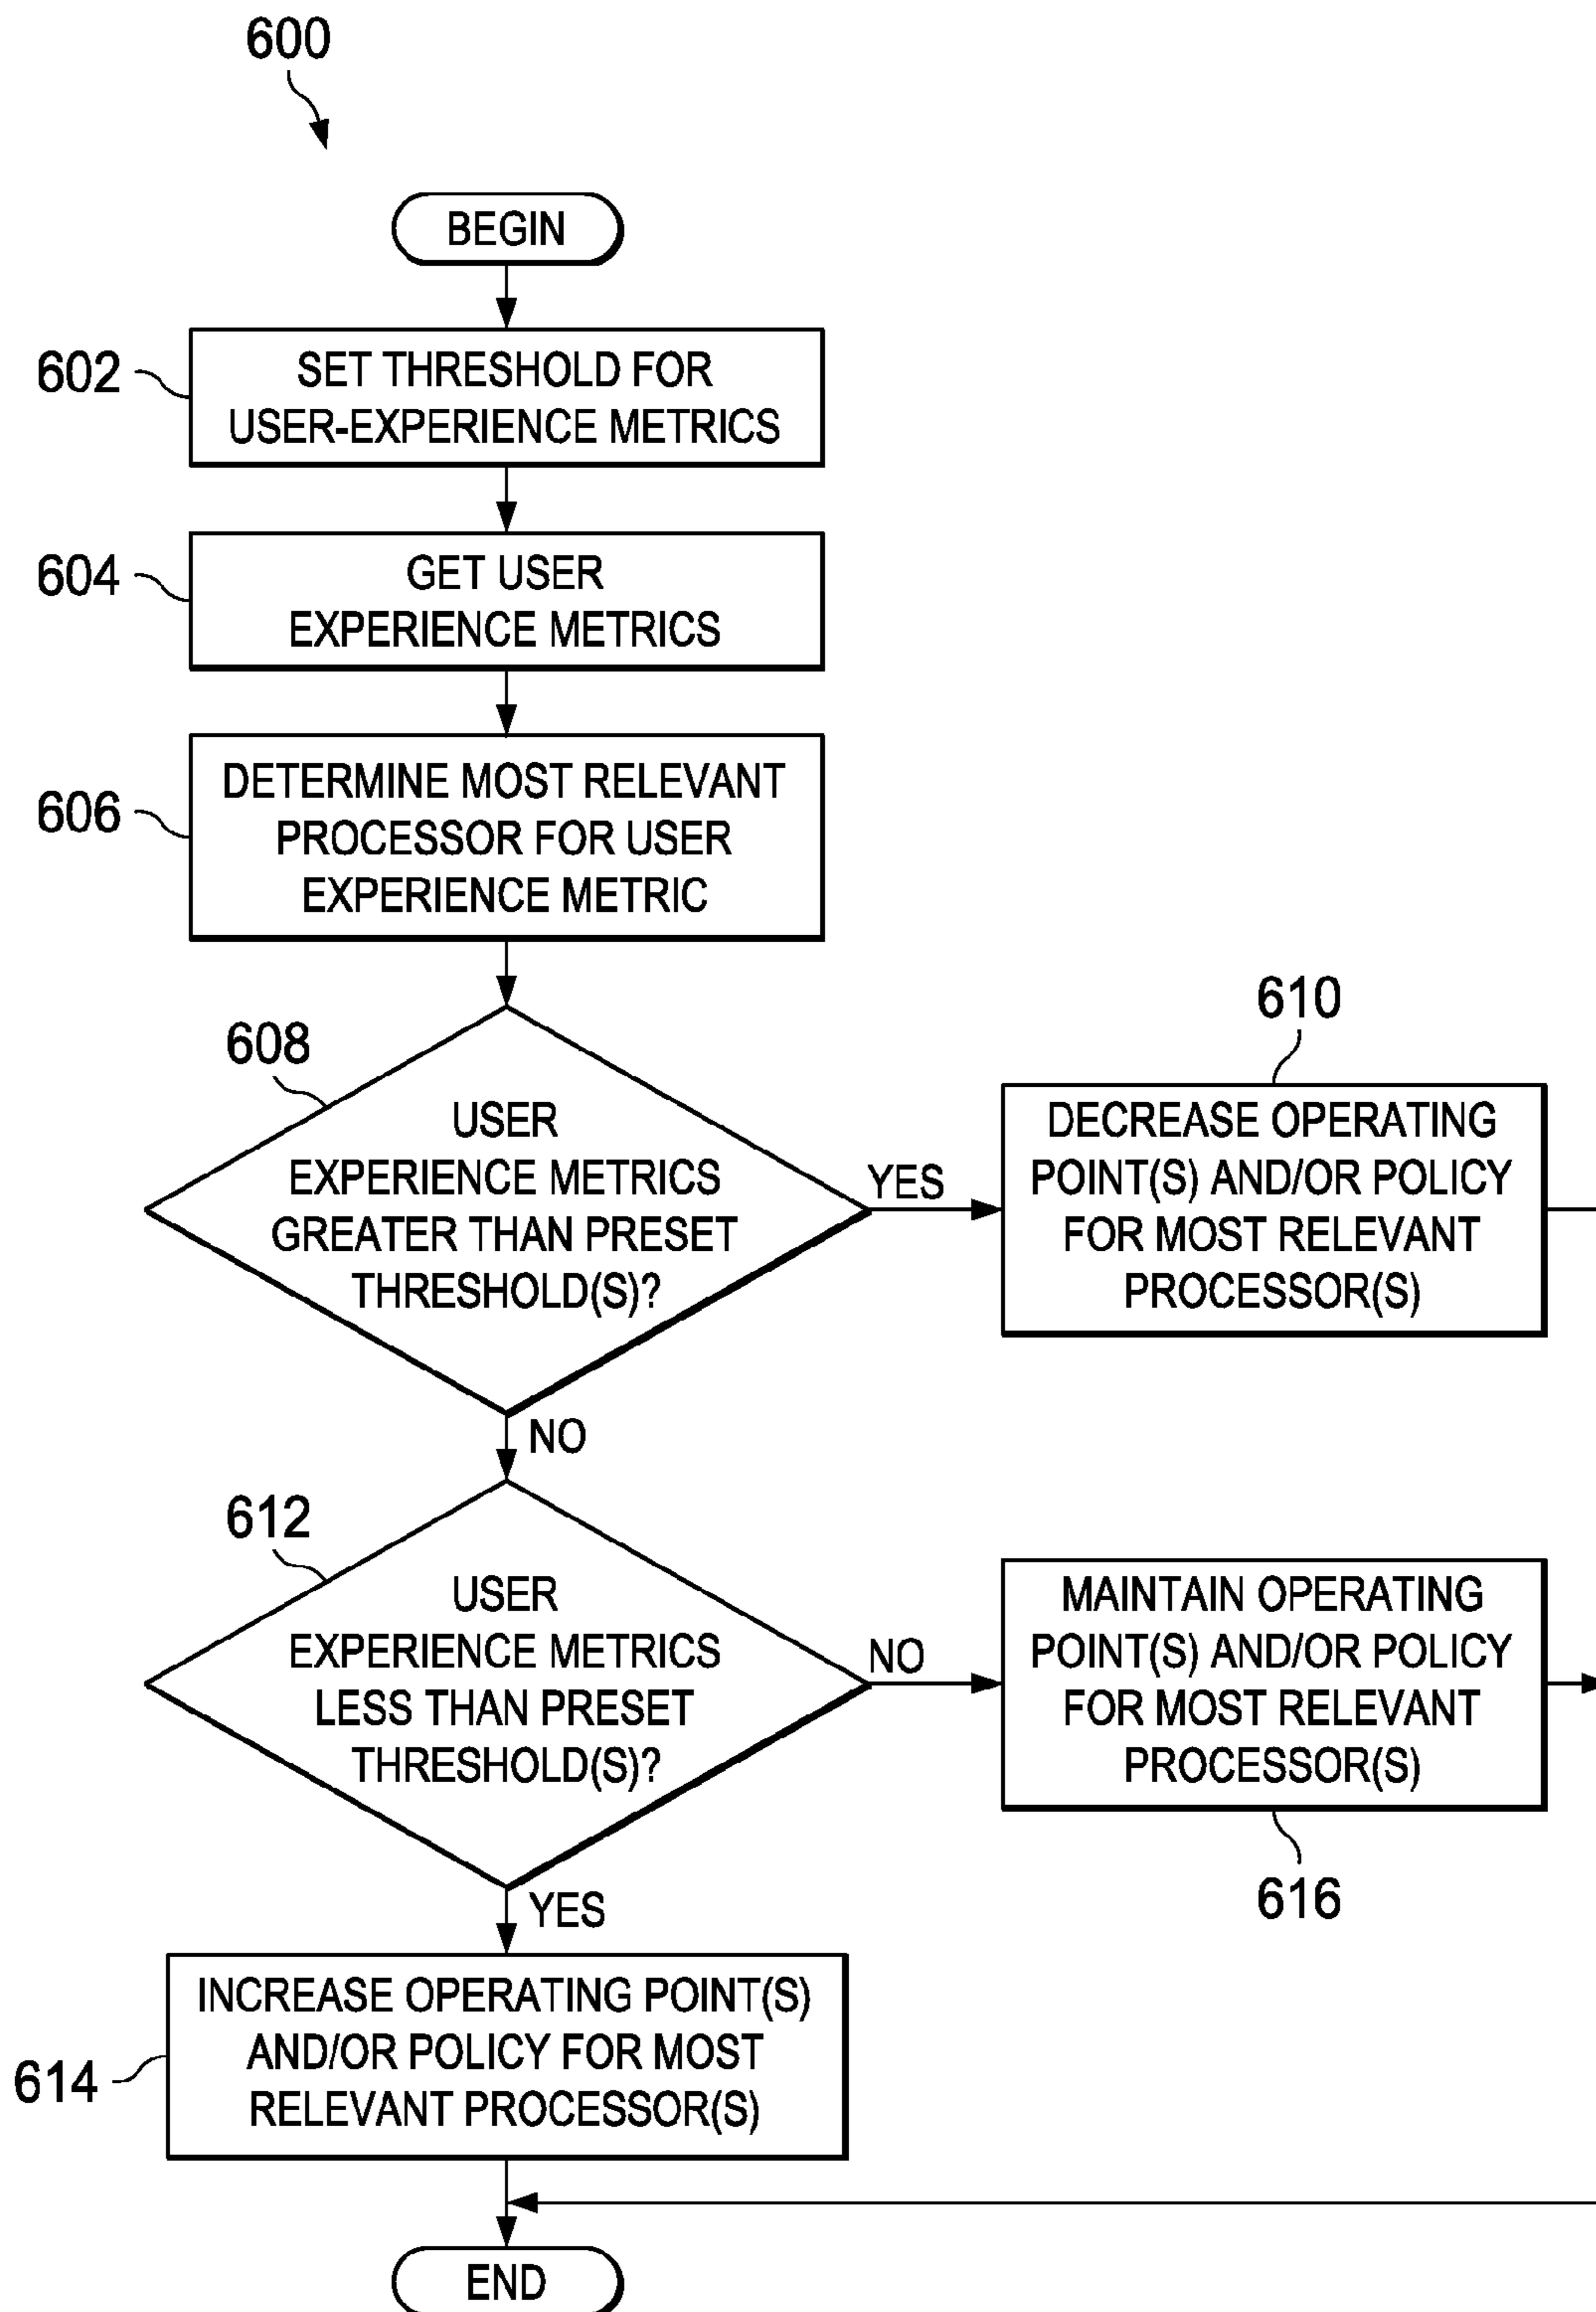 600
BEGIN
602
SET THRESHOLD FOR
USER-EXPERIENCE METRICS
604
GET USER
EXPERIENCE METRICS
606
DETERMINE MOST RELEVANT
PROCESSOR FOR USER
EXPERIENCE METRIC
608
USER
EXPERIENCE METRICS
GREATER THAN PRESET
THRESHOLD(S)?
YES
610
DECREASE OPERATING
POINT(S) AND/OR POLICY
FOR MOST RELEVANT
PROCESSOR(S)
NO
612
USER
EXPERIENCE METRICS
LESS THAN PRESET
THRESHOLD(S)?
NO
MAINTAIN OPERATING
POINT(S) AND/OR POLICY
FOR MOST RELEVANT
PROCESSOR(S)
616
YES
614
INCREASE OPERATING POINT(S)
AND/OR POLICY FOR MOST
RELEVANT PROCESSOR(S)
END